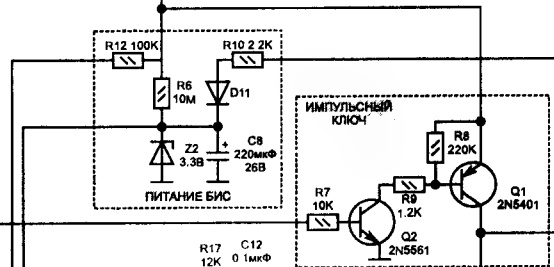 R12 100K
R10 2 2K
R6
10M
D11
ИМПУЛЬСНЫЙ
КЛЮЧ
R8
220K
Z2
3.3В
C8
220мкФ
26В
+
ПИТАНИЕ БИС
R7
10K
R9
1.2K
Q1
2N5401
Q2
2N5561
R17
12K
C12
0 1мкФ